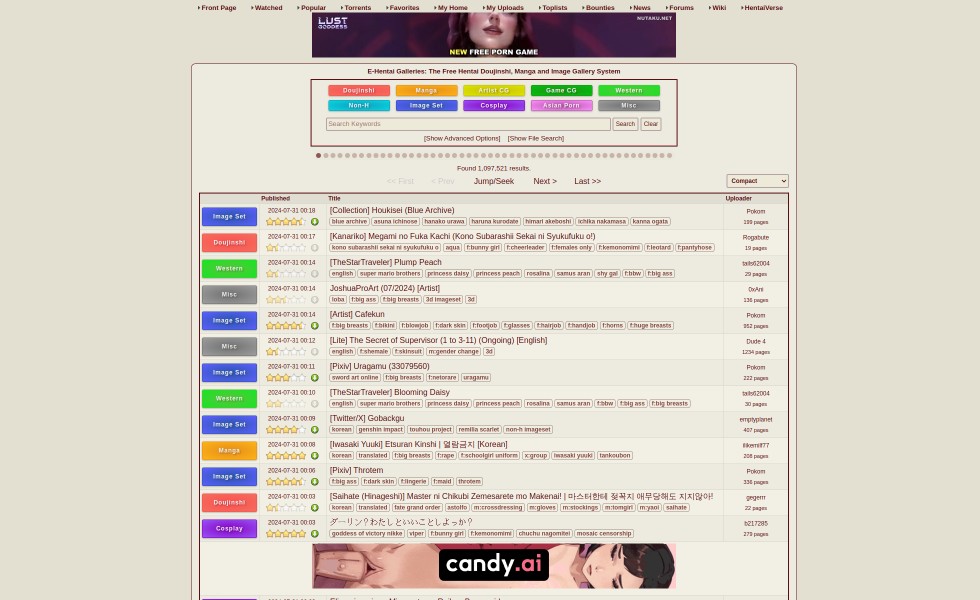 Front Page Watched Popular Torrents Favorites My Home My Uploads Toplists Bounties News Forums Wiki HentaiVerse
LUST GODDESS NUTAKU.NET
NEW FREE PORN GAME
E-Hentai Galleries: The Free Hentai Doujinshi, Manga and Image Gallery System
Doujinshi Manga Artist CG Game CG Western
Non-H Image Set Cosplay Asian Porn Misc
Search Keywords Search Clear
[Show Advanced Options] [Show File Search]
Found 1,097,521 results.
<< First < Prev Jump/Seek Next > Last >> Compact
Published Title Uploader
Image Set 2024-07-31 00:18 [Collection] Houkisei (Blue Archive) Pokom
blue archive asuna ichinose hanako urawa haruna kurodate himari akeboshi ichika nakamasa kanna ogata 199 pages
Doujinshi 2024-07-31 00:17 [Kanariko] Megami no Fuka Kachi (Kono Subarashii Sekai ni Syukufuku o!) Rogabute
kono subarashii sekai ni syukufuku o aqua f:bunny girl f:cheerleader f:females only f:kemonomimi f:leotard f:pantyhose 19 pages
Western 2024-07-31 00:14 [TheStarTraveler] Plump Peach tails62004
english super mario brothers princess daisy princess peach rosalina samus aran shy gal f:bbw f:big ass 29 pages
Misc 2024-07-31 00:14 JoshuaProArt (07/2024) [Artist] 0xAni
loba f:big ass f:big breasts 3d imageset 3d 136 pages
Image Set 2024-07-31 00:14 [Artist] Cafekun Pokom
f:big breasts f:bikini f:blowjob f:dark skin f:footjob f:glasses f:hairjob f:handjob f:horns f:huge breasts 952 pages
Misc 2024-07-31 00:12 [Lite] The Secret of Supervisor (1 to 3-11) (Ongoing) [English] Dude 4
english f:shemale f:skinsuit m:gender change 3d 1234 pages
Image Set 2024-07-31 00:11 [Pixiv] Uragamu (33079560) Pokom
sword art online f:big breasts f:netorare uragamu 222 pages
Western 2024-07-31 00:10 [TheStarTraveler] Blooming Daisy tails62004
english super mario brothers princess daisy princess peach rosalina samus aran f:bbw f:big ass f:big breasts 30 pages
Image Set 2024-07-31 00:09 [Twitter/X] Gobackgu emptyplanet
korean genshin impact touhou project remilia scarlet non-h imageset 407 pages
Manga 2024-07-31 00:08 [Iwasaki Yuuki] Etsuran Kinshi | 열람금지 [Korean] ilikemilf77
korean translated f:big breasts f:rape f:schoolgirl uniform x:group iwasaki yuuki tankoubon 208 pages
Image Set 2024-07-31 00:06 [Pixiv] Throtem Pokom
f:big ass f:dark skin f:lingerie f:maid throtem 336 pages
Doujinshi 2024-07-31 00:03 [Saihate (Hinageshi)] Master ni Chikubi Zemesarete mo Makenai! | 마스터한테 젖꼭지 애무당해도 지지않아! gegerrr
korean translated fate grand order astolfo m:crossdressing m:gloves m:stockings m:tomgirl m:yaoi saihate 22 pages
Cosplay 2024-07-31 00:03 ダーリン？わたしといいことしよっか？ b217285
goddess of victory nikke viper f:bunny girl f:kemonomimi chuchu nagomitei mosaic censorship 279 pages
candy.ai